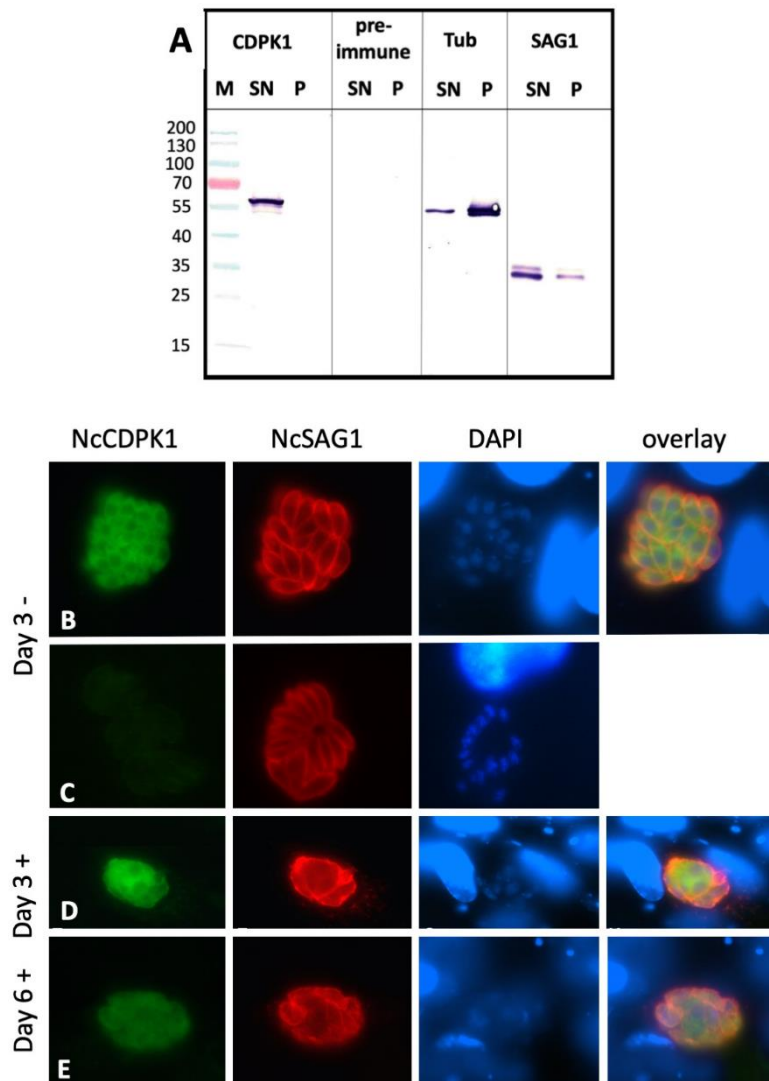 A
CDPK1 pre-immune Tub SAG1
M SN P SN P SN P SN P
200
130
100
70
55
40
35
25
15
NcCDPK1 NcSAG1 DAPI overlay
Day 3 -
B
C
Day 3 +
D
Day 6 +
E